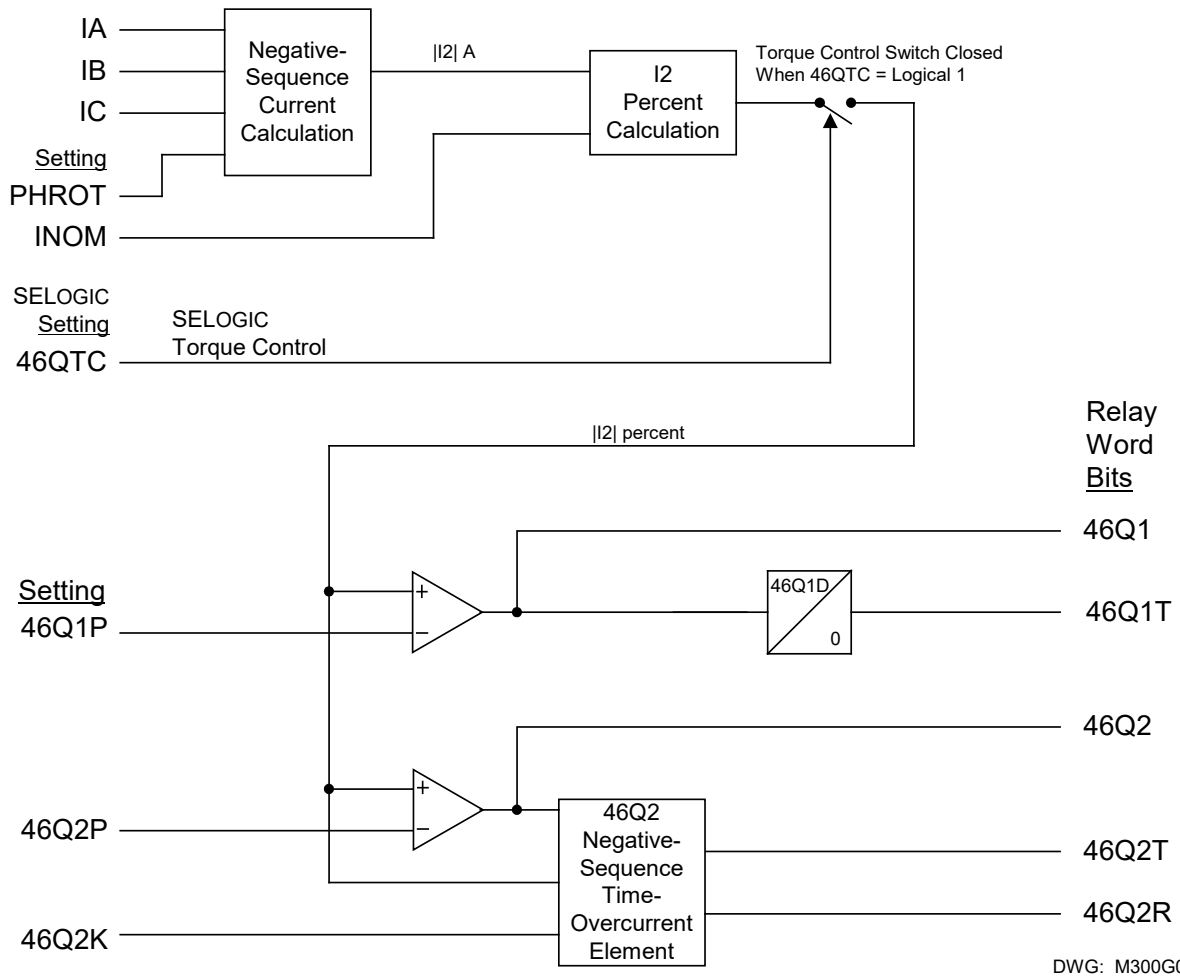 IA
IB
IC
Setting
PHROT
INOM
Negative-
Sequence
Current
Calculation
|I2| A
I2
Percent
Calculation
Torque Control Switch Closed
When 46QTC = Logical 1
SELOGIC
Setting
46QTC
SELOGIC
Torque Control
|I2| percent
Relay
Word
Bits
46Q1
Setting
46Q1P
+
−
46Q1D
0
46Q1T
46Q2
+
−
46Q2P
46Q2
Negative-
Sequence
Time-
Overcurrent
Element
46Q2T
46Q2R
46Q2K
DWG: M300G0